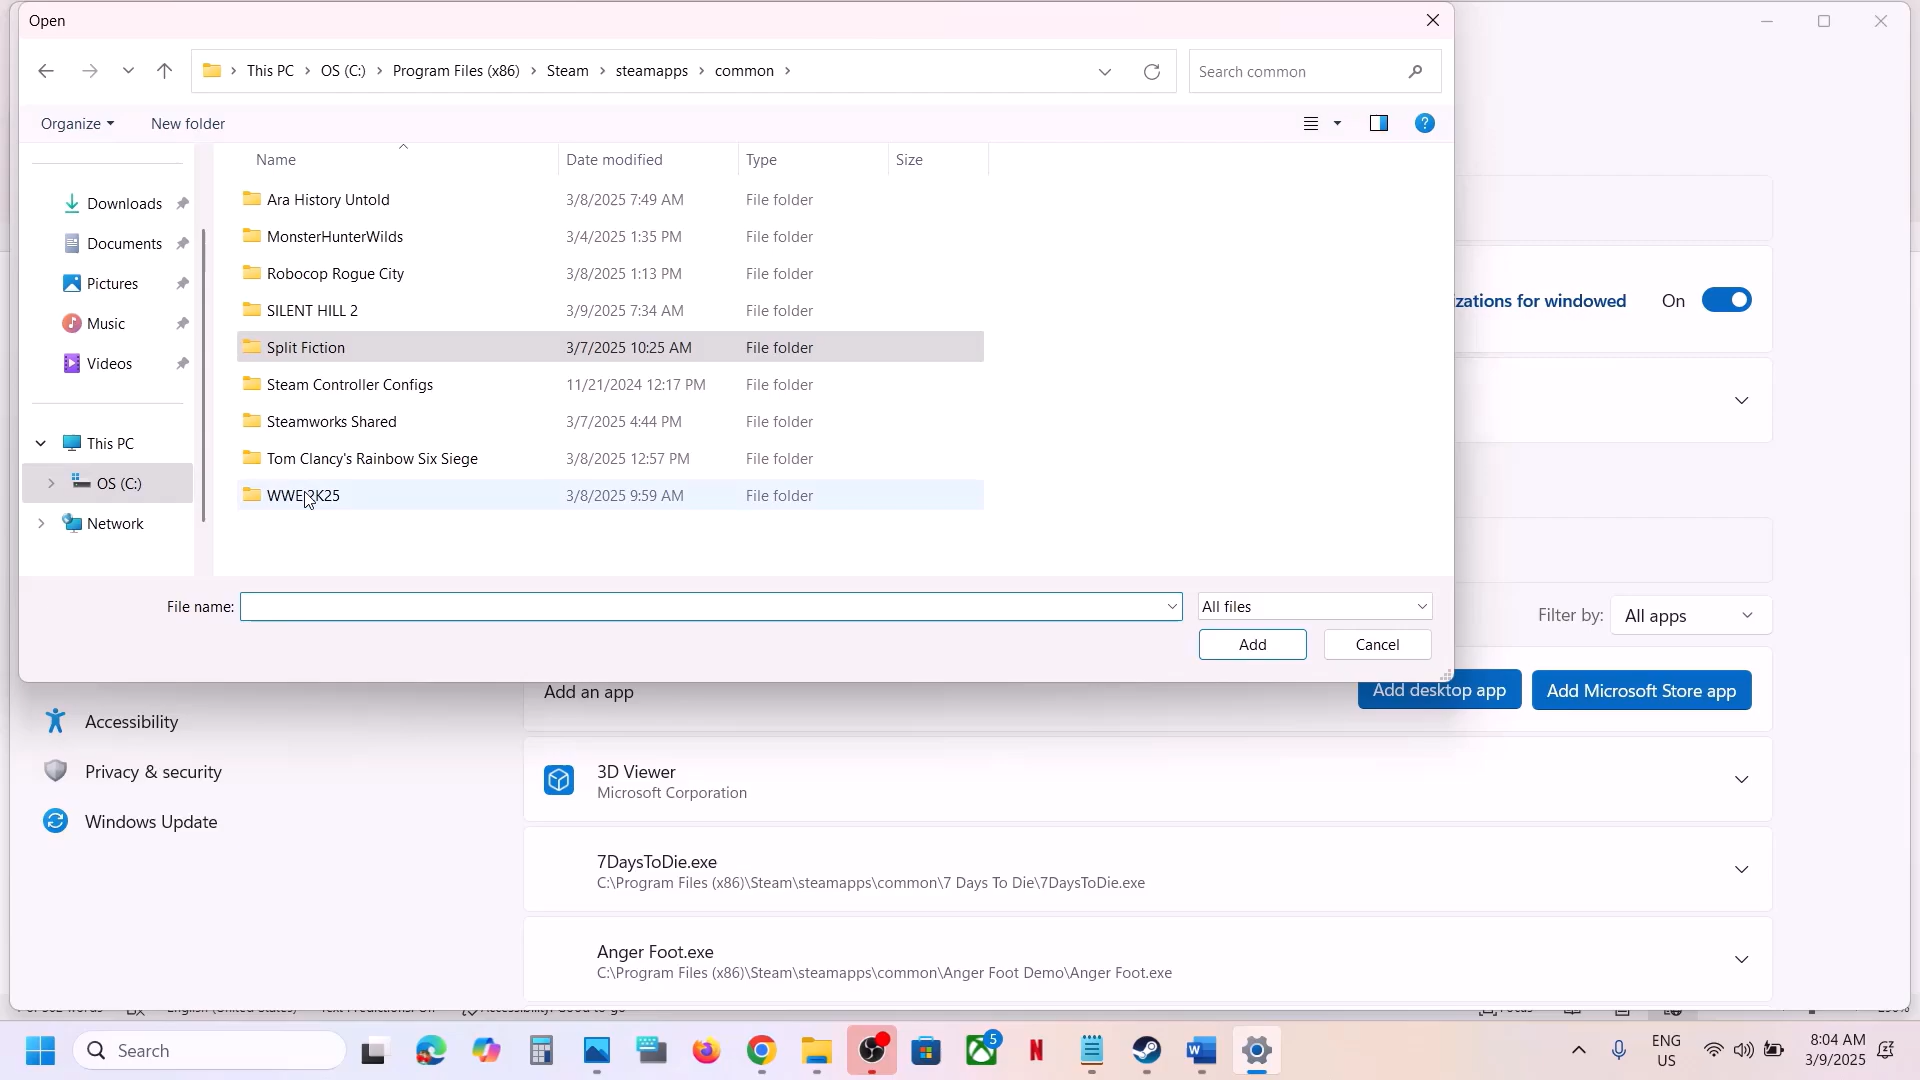 Open
This PC > OS (C:) > Program Files (x86) > Steam > steamapps > common >
Search common
Organize
New folder
Name
Date modified
Type
Size
Downloads
Documents
Pictures
Music
Videos
This PC
OS (C:)
Network
Ara History Untold 3/8/2025 7:49 AM File folder
MonsterHunterWilds 3/4/2025 1:35 PM File folder
Robocop Rogue City 3/8/2025 1:13 PM File folder
SILENT HILL 2 3/9/2025 7:34 AM File folder
Split Fiction 3/7/2025 10:25 AM File folder
Steam Controller Configs 11/21/2024 12:17 PM File folder
Steamworks Shared 3/7/2025 4:44 PM File folder
Tom Clancy's Rainbow Six Siege 3/8/2025 12:57 PM File folder
WWE 2K25 3/8/2025 9:59 AM File folder
File name:
All files
Add
Cancel
izations for windowed
On
Filter by:
All apps
Add an app
Add desktop app
Add Microsoft Store app
Accessibility
Privacy & security
Windows Update
3D Viewer
Microsoft Corporation
7DaysToDie.exe
C:\Program Files (x86)\Steam\steamapps\common\7 Days To Die\7DaysToDie.exe
Anger Foot.exe
C:\Program Files (x86)\Steam\steamapps\common\Anger Foot Demo\Anger Foot.exe
Search
5
ENG
US
8:04 AM
3/9/2025